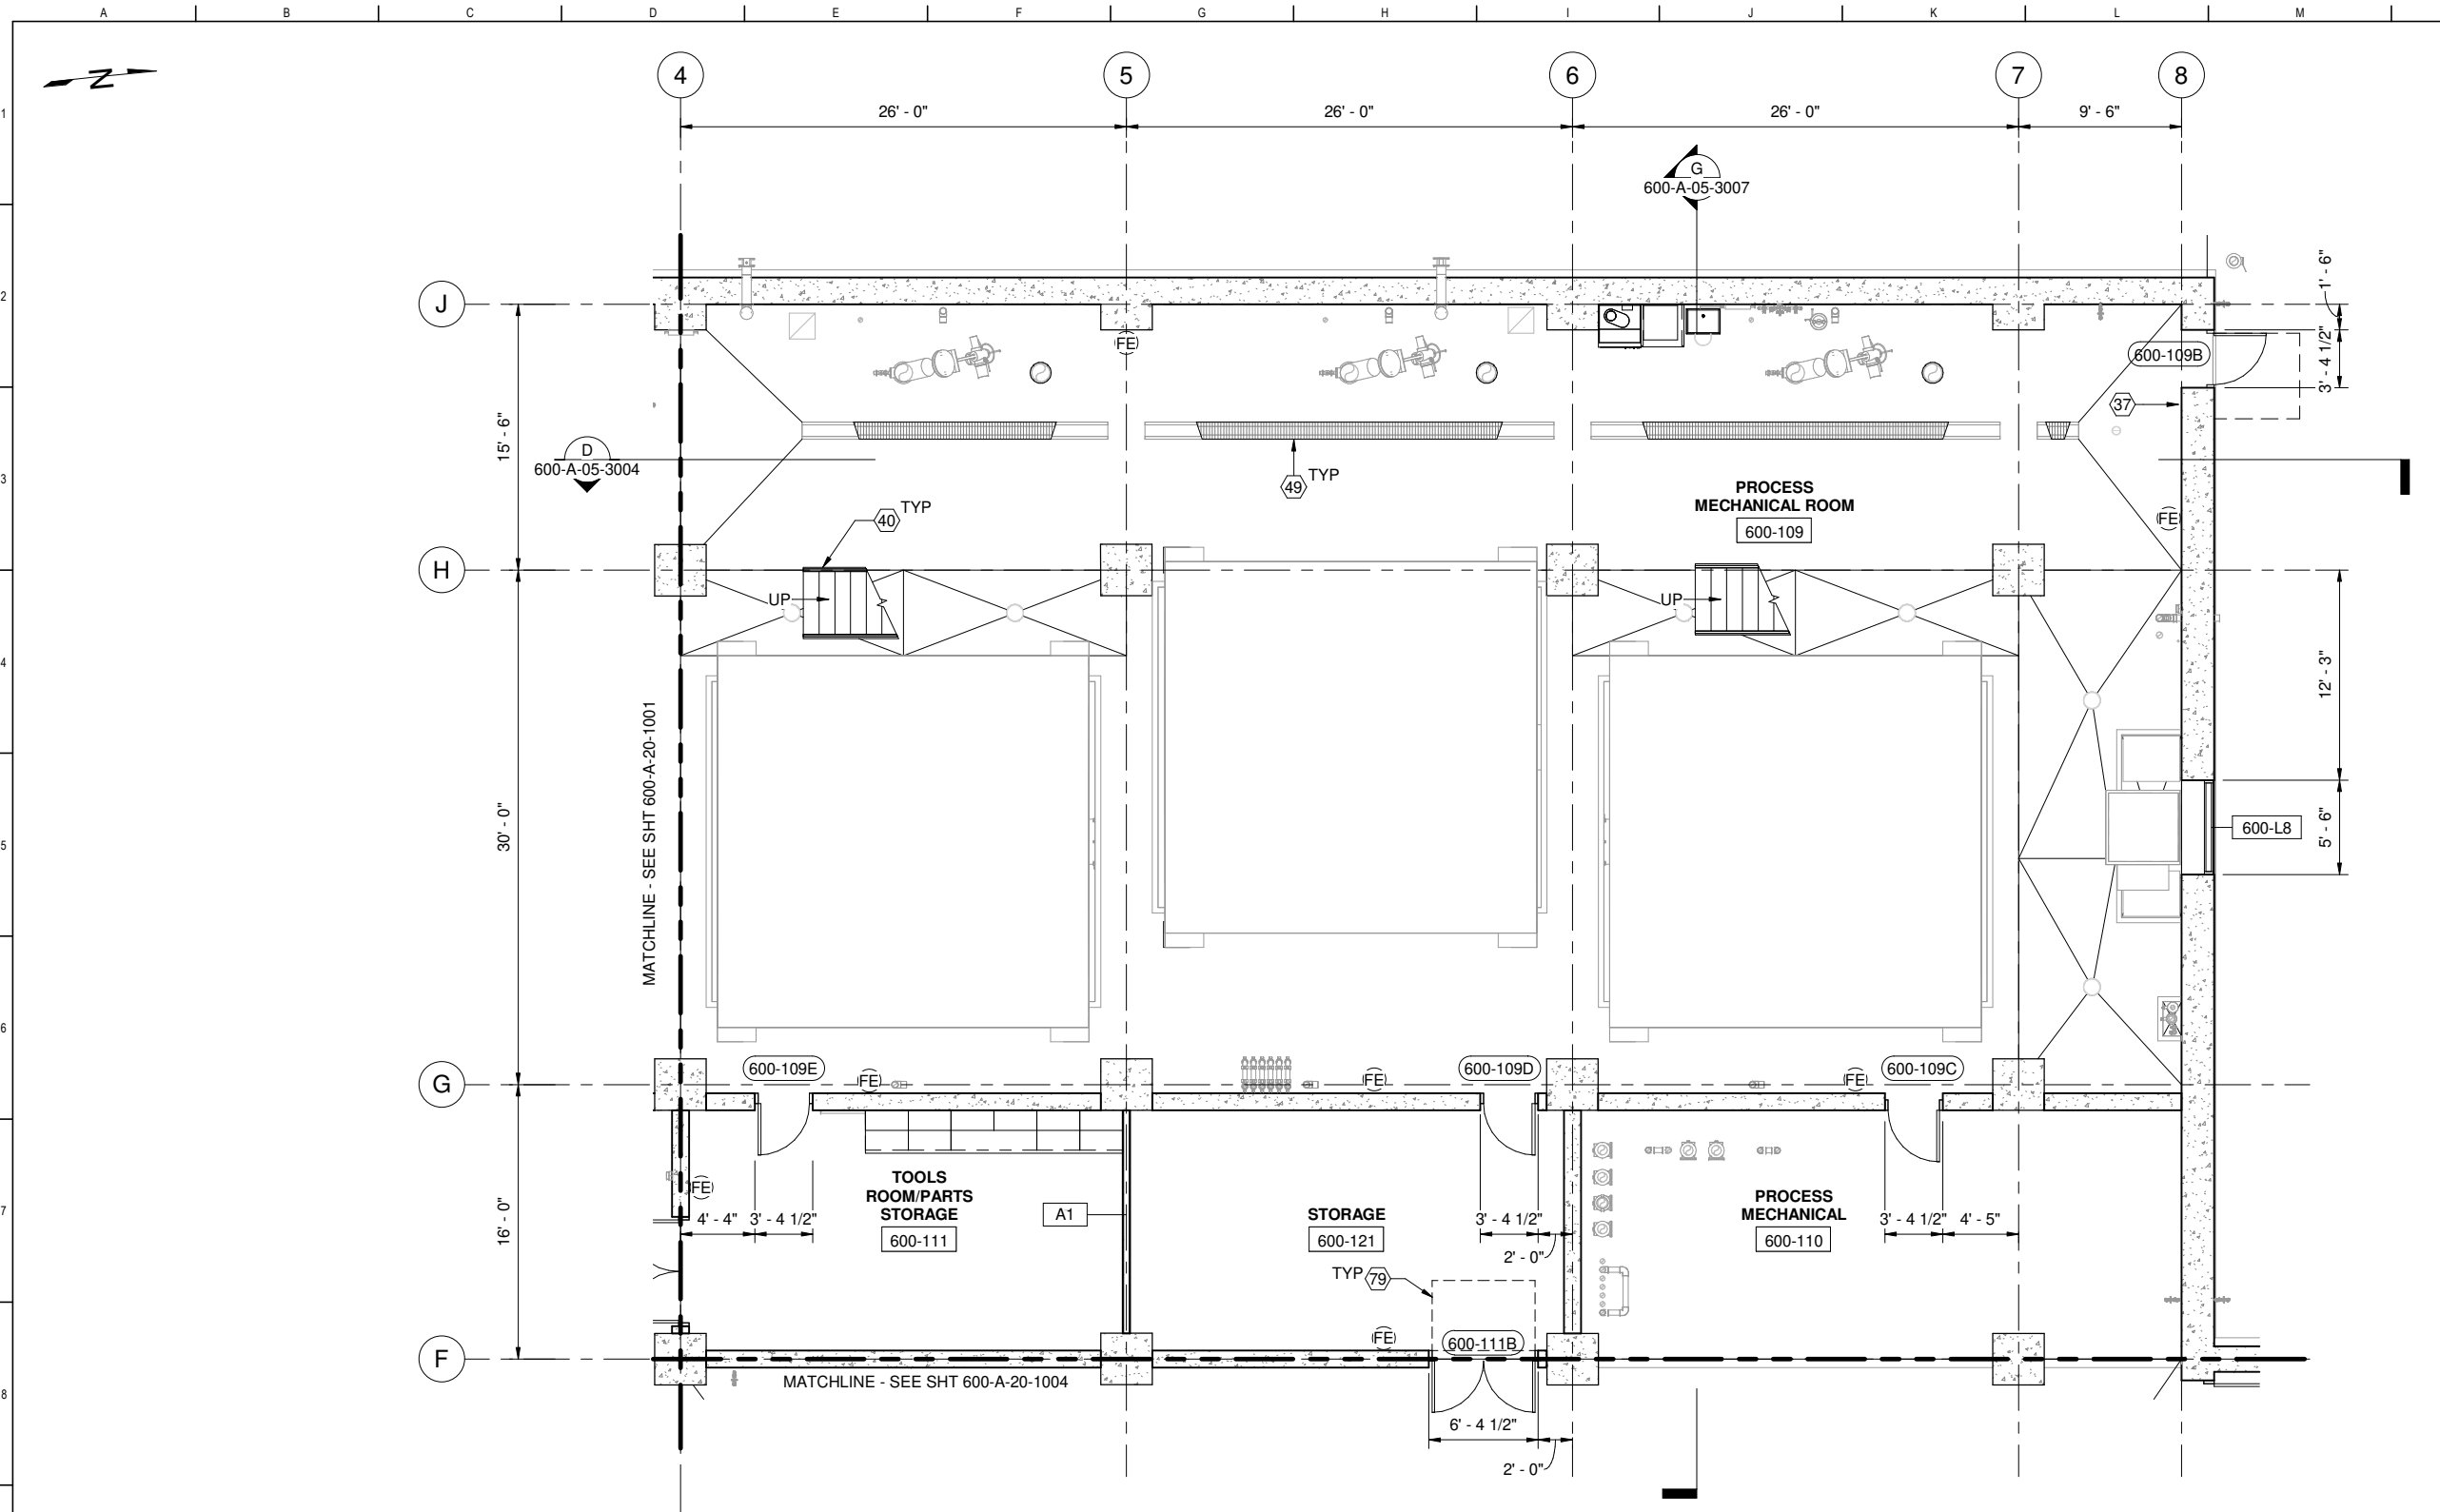 A B C D E F G H I J K L M
N
4 5 6 7 8
1
26' - 0" 26' - 0" 26' - 0" 9' - 6"
G
600-A-05-3007
2
J
1' - 6"
3' - 4 1/2"
600-109B
FE
37
15' - 6"
D
600-A-05-3004
3
49 TYP
40 TYP
PROCESS
MECHANICAL ROOM
600-109
FE
H
UP UP
4
12' - 3"
MATCHLINE - SEE SHT 600-A-20-1001
30' - 0"
5
600-L8
5' - 6"
6
G
600-109E FE FE 600-109D FE 600-109C
7
16' - 0"
FE
TOOLS
ROOM/PARTS
STORAGE
600-111
4' - 4" 3' - 4 1/2"
A1
STORAGE
600-121
3' - 4 1/2"
2' - 0"
PROCESS
MECHANICAL
600-110
3' - 4 1/2" 4' - 5"
TYP 79
FE
600-111B
F
8
MATCHLINE - SEE SHT 600-A-20-1004
6' - 4 1/2"
2' - 0"